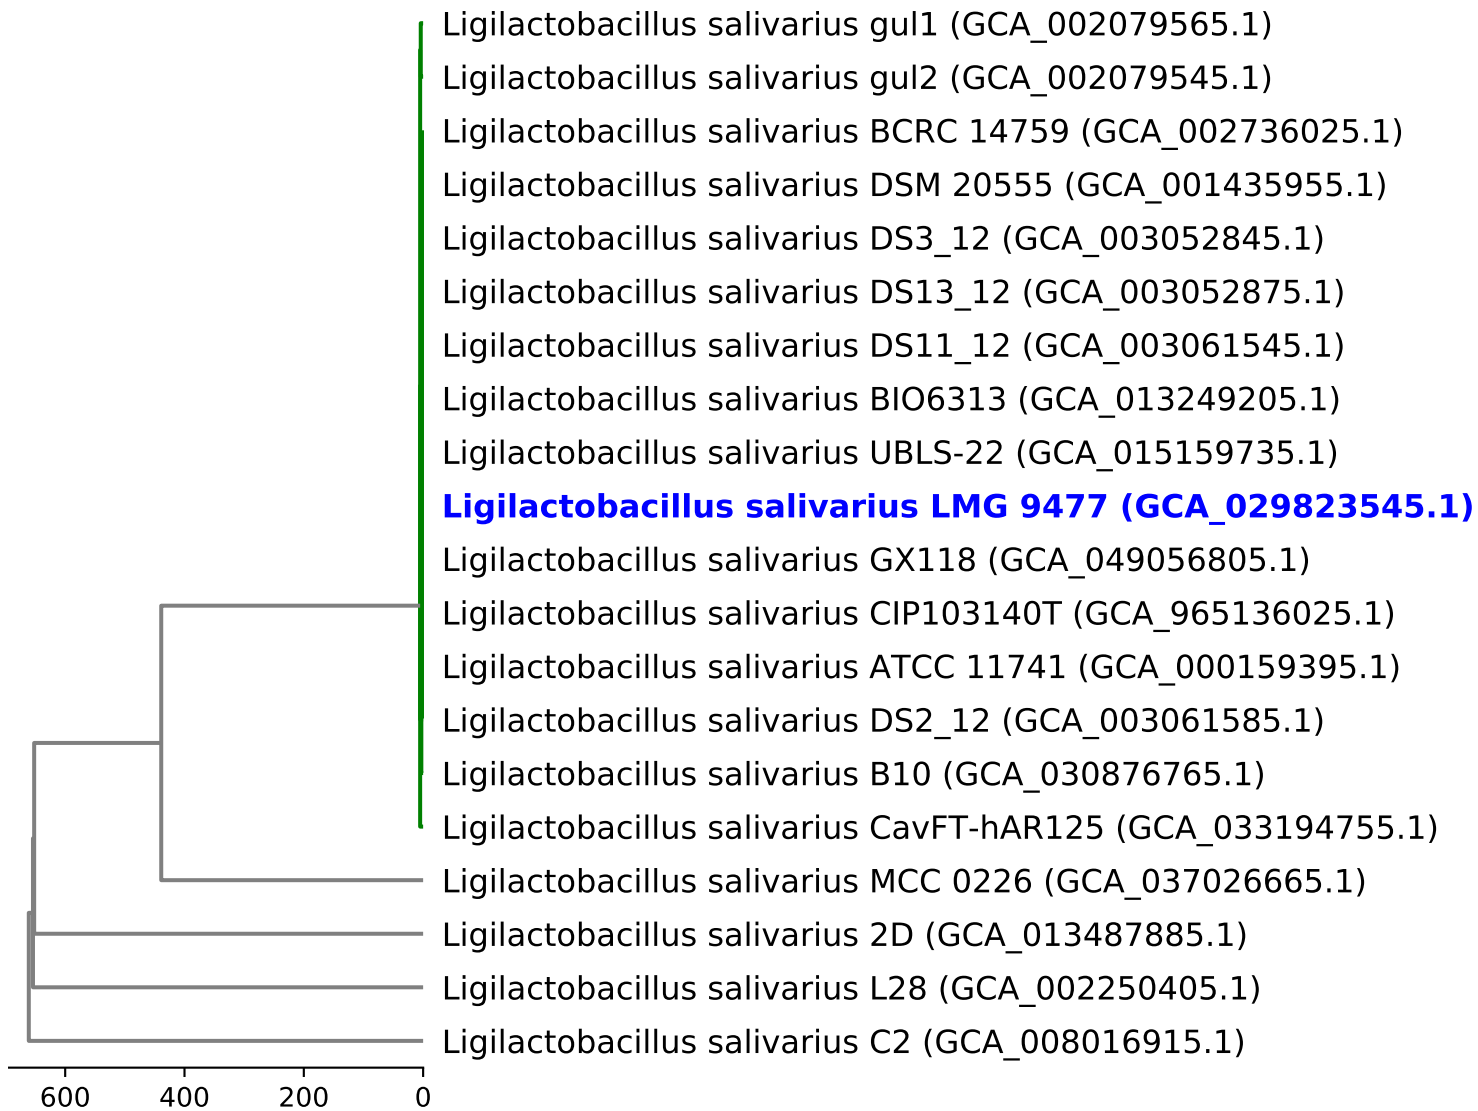 Ligilactobacillus salivarius gul1 (GCA_002079565.1)
Ligilactobacillus salivarius gul2 (GCA_002079545.1)
Ligilactobacillus salivarius BCRC 14759 (GCA_002736025.1)
Ligilactobacillus salivarius DSM 20555 (GCA_001435955.1)
Ligilactobacillus salivarius DS3_12 (GCA_003052845.1)
Ligilactobacillus salivarius DS13_12 (GCA_003052875.1)
Ligilactobacillus salivarius DS11_12 (GCA_003061545.1)
Ligilactobacillus salivarius BIO6313 (GCA_013249205.1)
Ligilactobacillus salivarius UBLS-22 (GCA_015159735.1)
Ligilactobacillus salivarius LMG 9477 (GCA_029823545.1)
Ligilactobacillus salivarius GX118 (GCA_049056805.1)
Ligilactobacillus salivarius CIP103140T (GCA_965136025.1)
Ligilactobacillus salivarius ATCC 11741 (GCA_000159395.1)
Ligilactobacillus salivarius DS2_12 (GCA_003061585.1)
Ligilactobacillus salivarius B10 (GCA_030876765.1)
Ligilactobacillus salivarius CavFT-hAR125 (GCA_033194755.1)
Ligilactobacillus salivarius MCC 0226 (GCA_037026665.1)
Ligilactobacillus salivarius 2D (GCA_013487885.1)
Ligilactobacillus salivarius L28 (GCA_002250405.1)
Ligilactobacillus salivarius C2 (GCA_008016915.1)
600 400 200 0